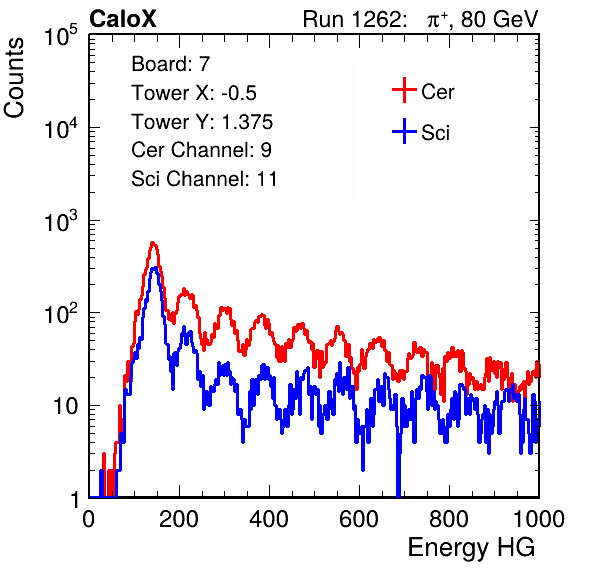 CaloX Run 1262: π⁺, 80 GeV
Counts
10⁵
10⁴
10³
10²
10
1
Board: 7
Tower X: -0.5
Tower Y: 1.375
Cer Channel: 9
Sci Channel: 11
Cer
Sci
0 200 400 600 800 1000
Energy HG